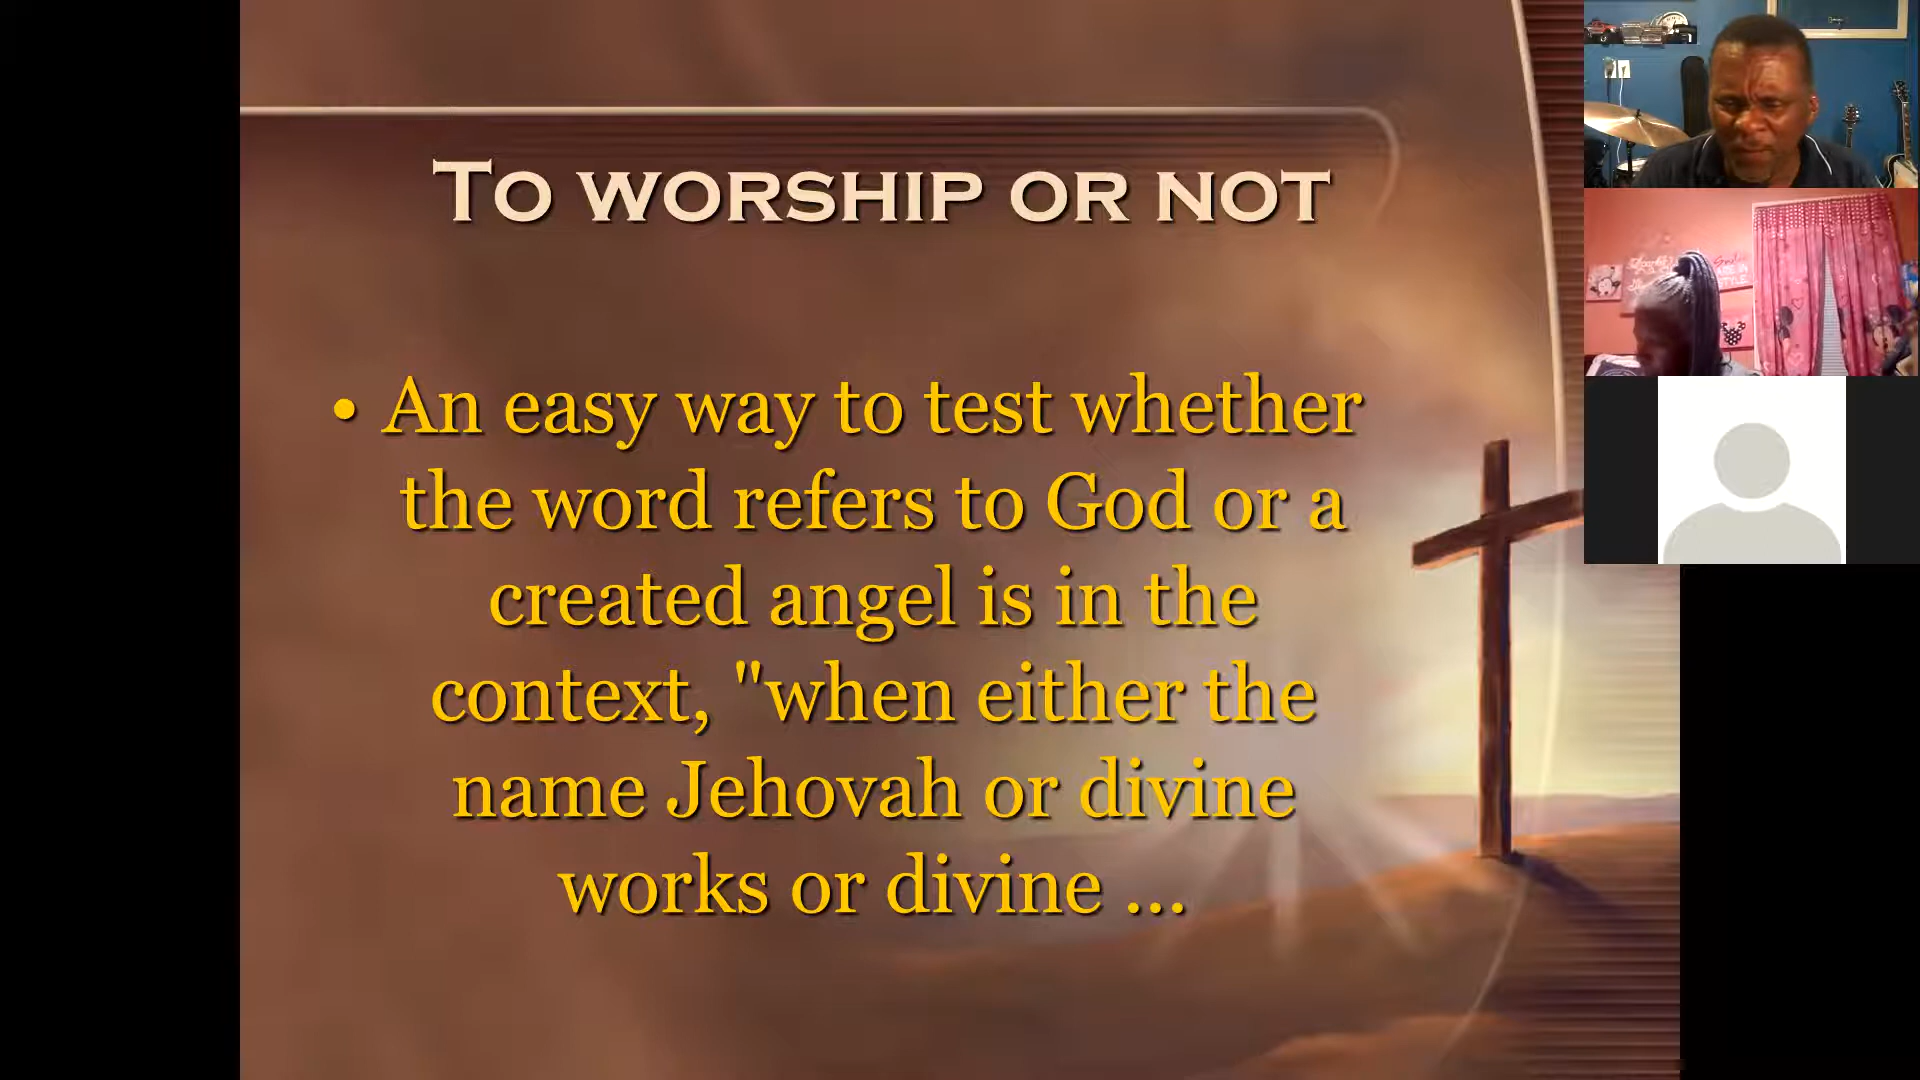 TO WORSHIP OR NOT
• An easy way to test whether
the word refers to God or a
created angel is in the
context, "when either the
name Jehovah or divine
works or divine ...